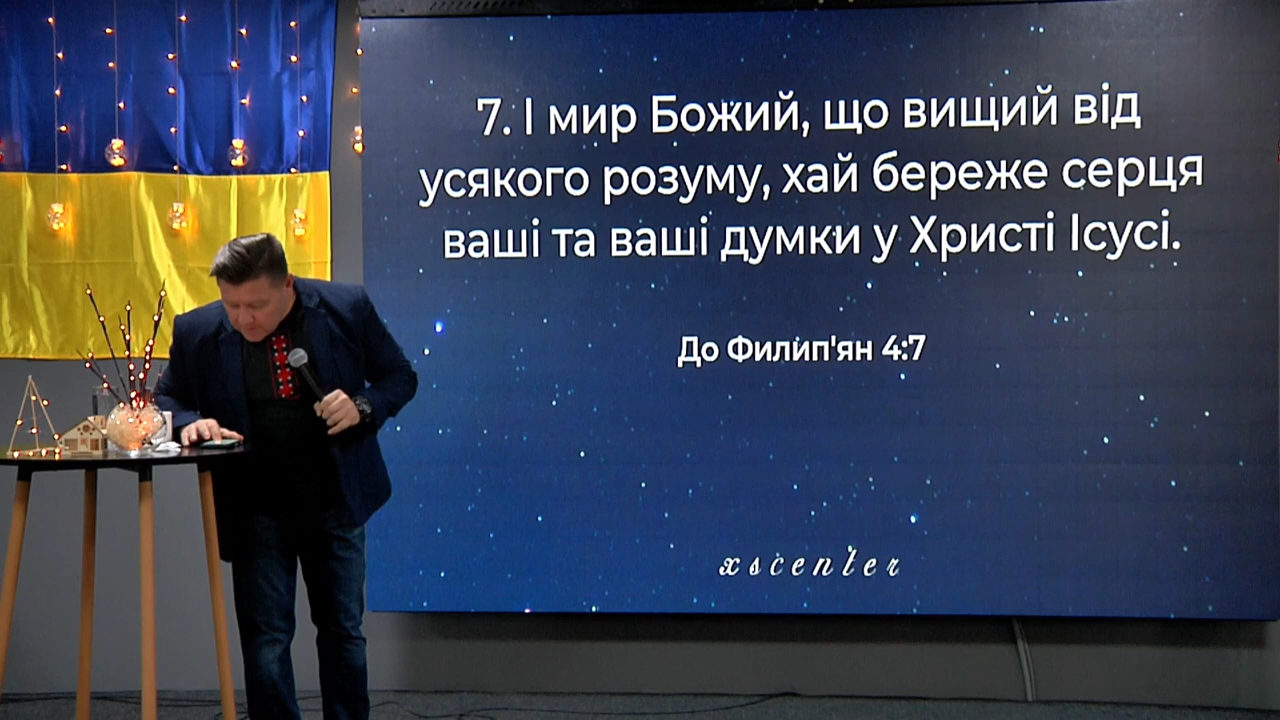 7. І мир Божий, що вищий від
усякого розуму, хай береже серця
ваші та ваші думки у Христі Ісусі.
До Филип'ян 4:7
xscenter